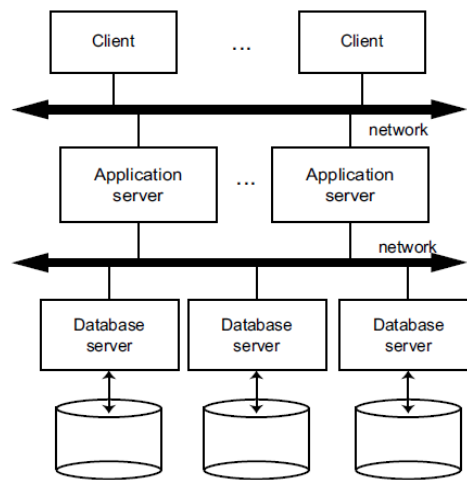 Client ... Client
network
Application ... Application
server server
network
Database Database Database
server server server